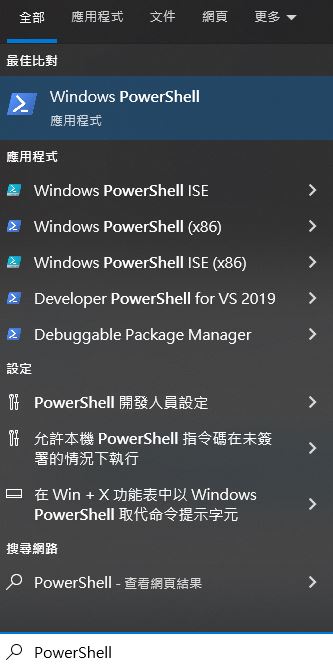 全部 應用程式 文件 網頁 更多
最佳比對
Windows PowerShell
應用程式
應用程式
Windows PowerShell ISE
Windows PowerShell (x86)
Windows PowerShell ISE (x86)
Developer PowerShell for VS 2019
Debuggable Package Manager
設定
PowerShell 開發人員設定
允許本機 PowerShell 指令碼在未簽
署的情況下執行
在 Win + X 功能表中以 Windows
PowerShell 取代命令提示字元
搜尋網路
PowerShell - 查看網頁結果
PowerShell